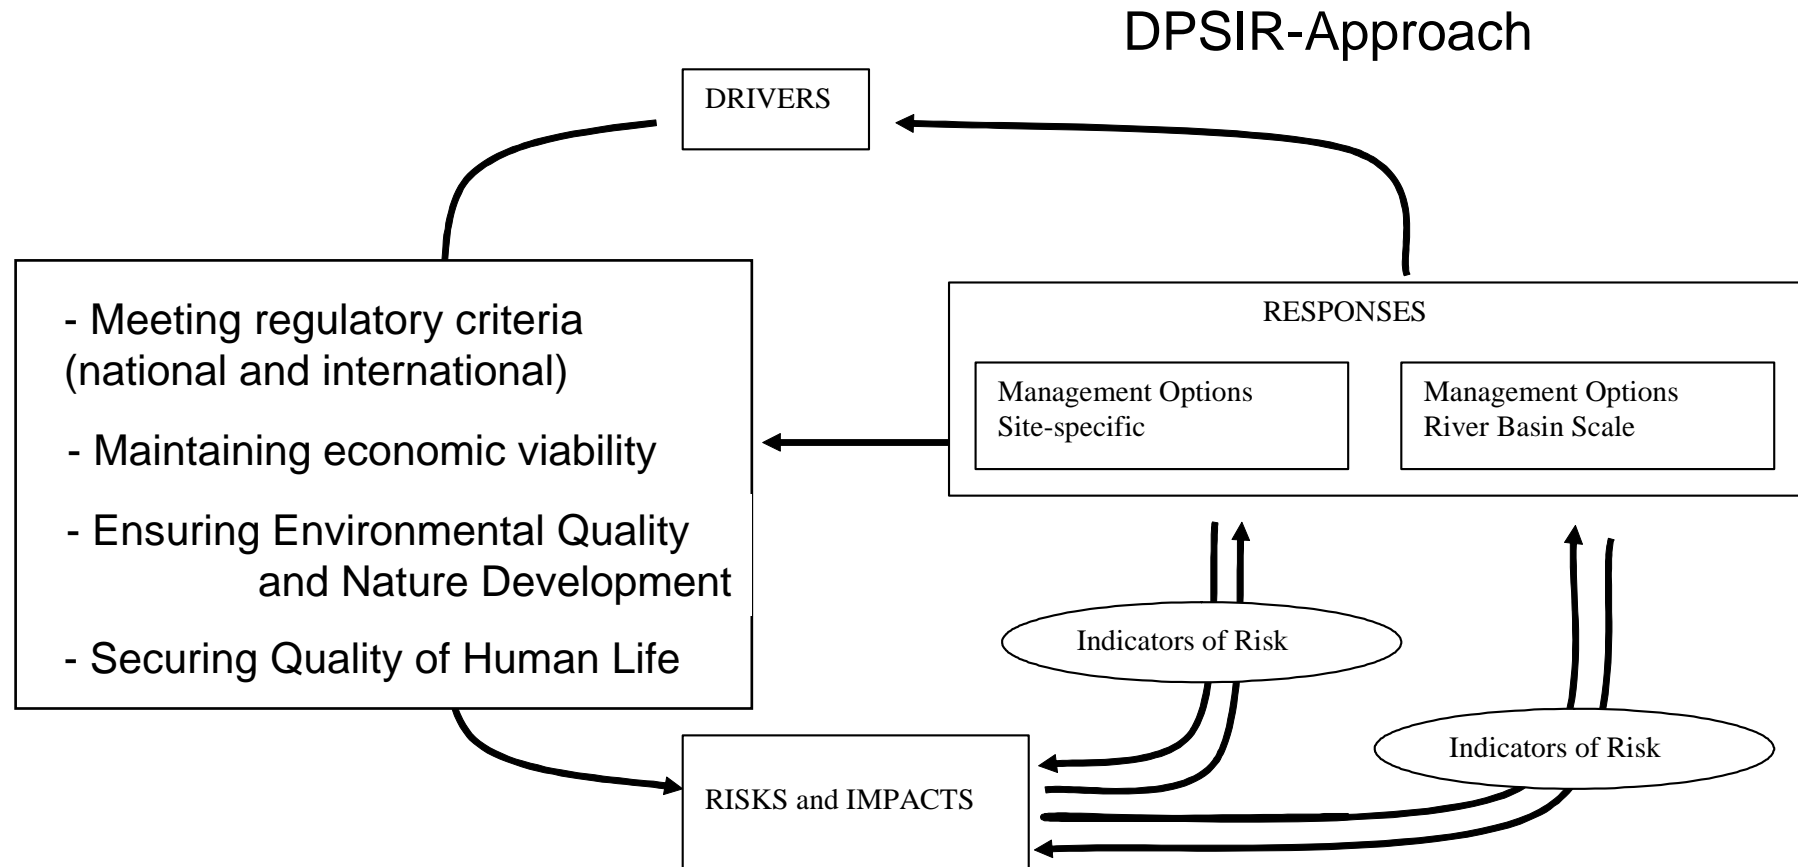 DPSIR-Approach
DRIVERS
- Meeting regulatory criteria
(national and international)
- Maintaining economic viability
- Ensuring Environmental Quality
and Nature Development
- Securing Quality of Human Life
RESPONSES
Management Options
Site-specific
Management Options
River Basin Scale
Indicators of Risk
Indicators of Risk
RISKS and IMPACTS